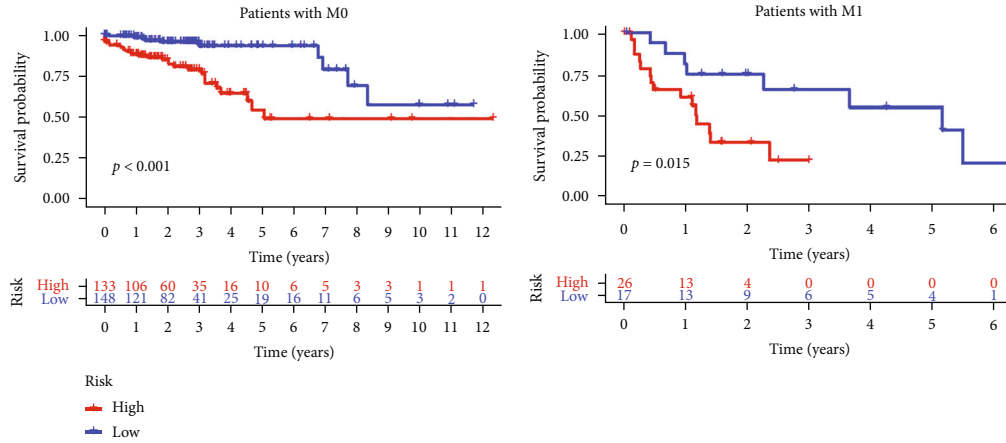 Patients with M0
Survival probability
1.00
0.75
0.50
0.25
0.00
p < 0.001
0 1 2 3 4 5 6 7 8 9 10 11 12
Time (years)
Risk
High 133 106 60 35 16 10 6 5 3 3 1 1 1
Low 148 121 82 41 25 19 16 11 6 5 3 2 0
0 1 2 3 4 5 6 7 8 9 10 11 12
Time (years)
Patients with M1
Survival probability
1.00
0.75
0.50
0.25
0.00
p = 0.015
0 1 2 3 4 5 6
Time (years)
Risk
High 26 13 4 0 0 0 0
Low 17 13 9 6 5 4 1
0 1 2 3 4 5 6
Time (years)
Risk
High
Low